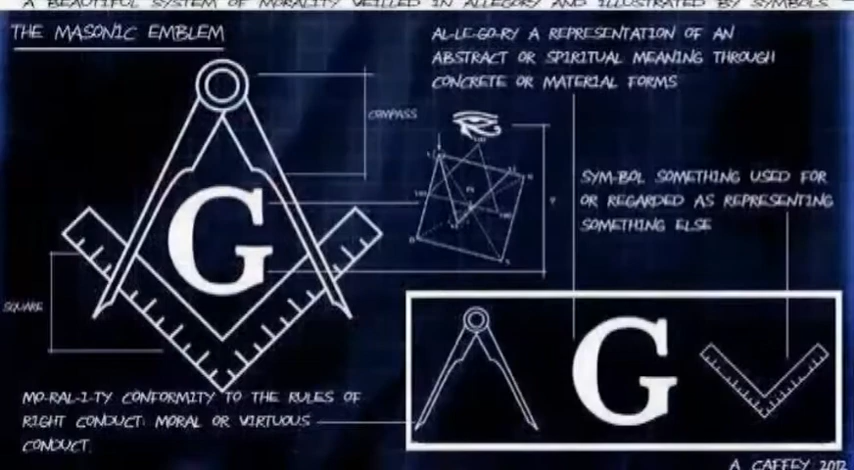 A BEAUTIFUL SYSTEM OF MORALITY VEILLED IN ALLEGORY AND ILLUSTRATED BY SYMBOLS
THE MASONIC EMBLEM
AL-LE-GO-RY A REPRESENTATION OF AN
ABSTRACT OR SPIRITUAL MEANING THROUGH
CONCRETE OR MATERIAL FORMS
COMPASS
SYM-BOL SOMETHING USED FOR
OR REGARDED AS REPRESENTING
SOMETHING ELSE
G
SQUARE
G
MO-RAL-I-TY CONFORMITY TO THE RULES OF
RIGHT CONDUCT: MORAL OR VIRTUOUS
CONDUCT.
A. CAFFEY 2012